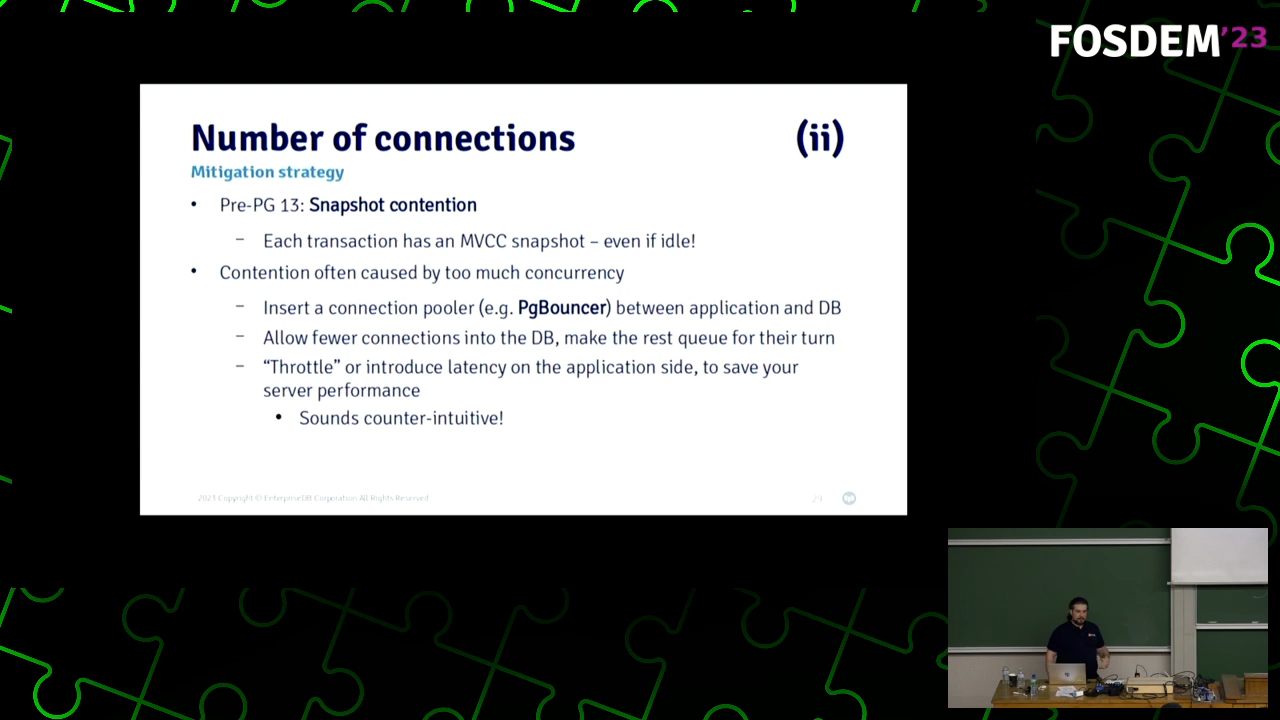 FOSDEM'23
Number of connections (ii)
Mitigation strategy
• Pre-PG 13: Snapshot contention
– Each transaction has an MVCC snapshot – even if idle!
• Contention often caused by too much concurrency
– Insert a connection pooler (e.g. PgBouncer) between application and DB
– Allow fewer connections into the DB, make the rest queue for their turn
– “Throttle” or introduce latency on the application side, to save your
server performance
• Sounds counter-intuitive!
2023 Copyright © EnterpriseDB Corporation All Rights Reserved